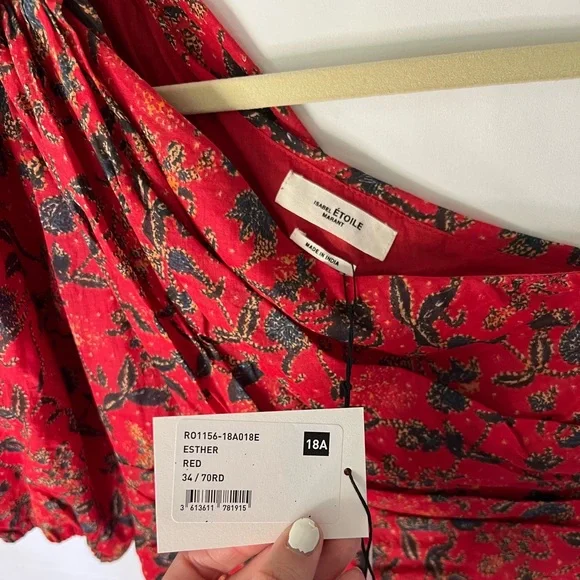 ISABEL ÉTOILE
MARANT
MADE IN INDIA
RO1156-18A018E
18A
ESTHER
RED
34 / 70RD
3 613611 781915